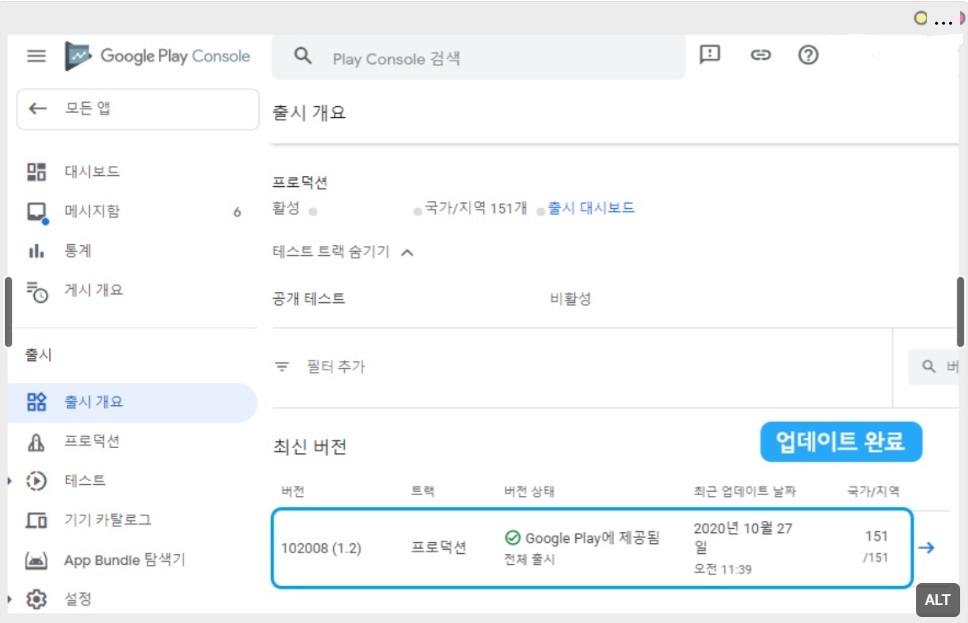 Google Play Console
Play Console 검색
모든 앱
출시 개요
대시보드
메시지함 6
통계
게시 개요
출시
출시 개요
프로덕션
테스트
기기 카탈로그
App Bundle 탐색기
설정
프로덕션
활성 국가/지역 151개 출시 대시보드
테스트 트랙 숨기기
공개 테스트 비활성
필터 추가
버
최신 버전
업데이트 완료
버전 트랙 버전 상태 최근 업데이트 날짜 국가/지역
102008 (1.2) 프로덕션
Google Play에 제공됨
전체 출시
2020년 10월 27
일
오전 11:39
151
/151
ALT